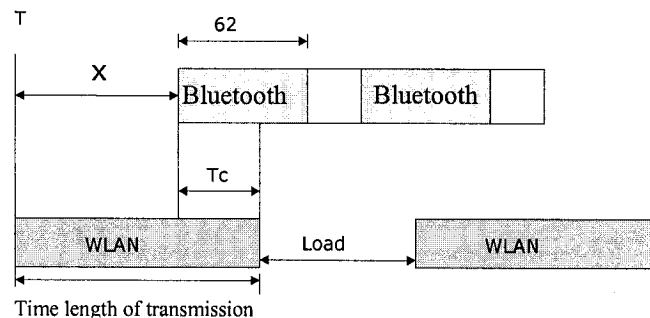 T
62
X
Bluetooth
Bluetooth
Tc
WLAN
Load
WLAN
Time length of transmission